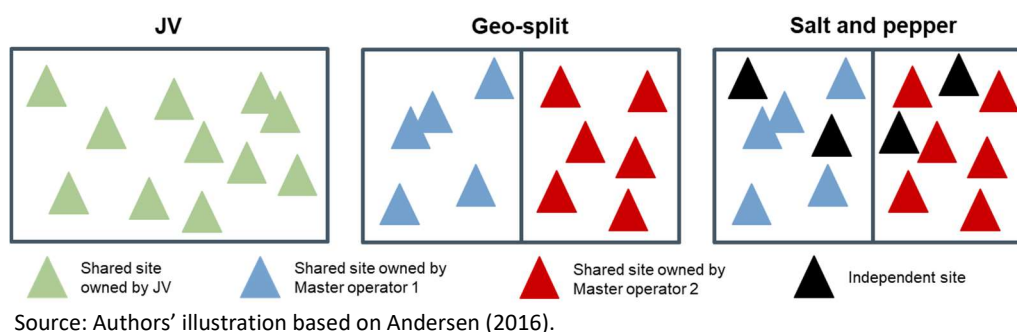 JV
Geo-split
Salt and pepper
Shared site
owned by JV
Shared site owned by
Master operator 1
Shared site owned by
Master operator 2
Independent site
Source: Authors’ illustration based on Andersen (2016).